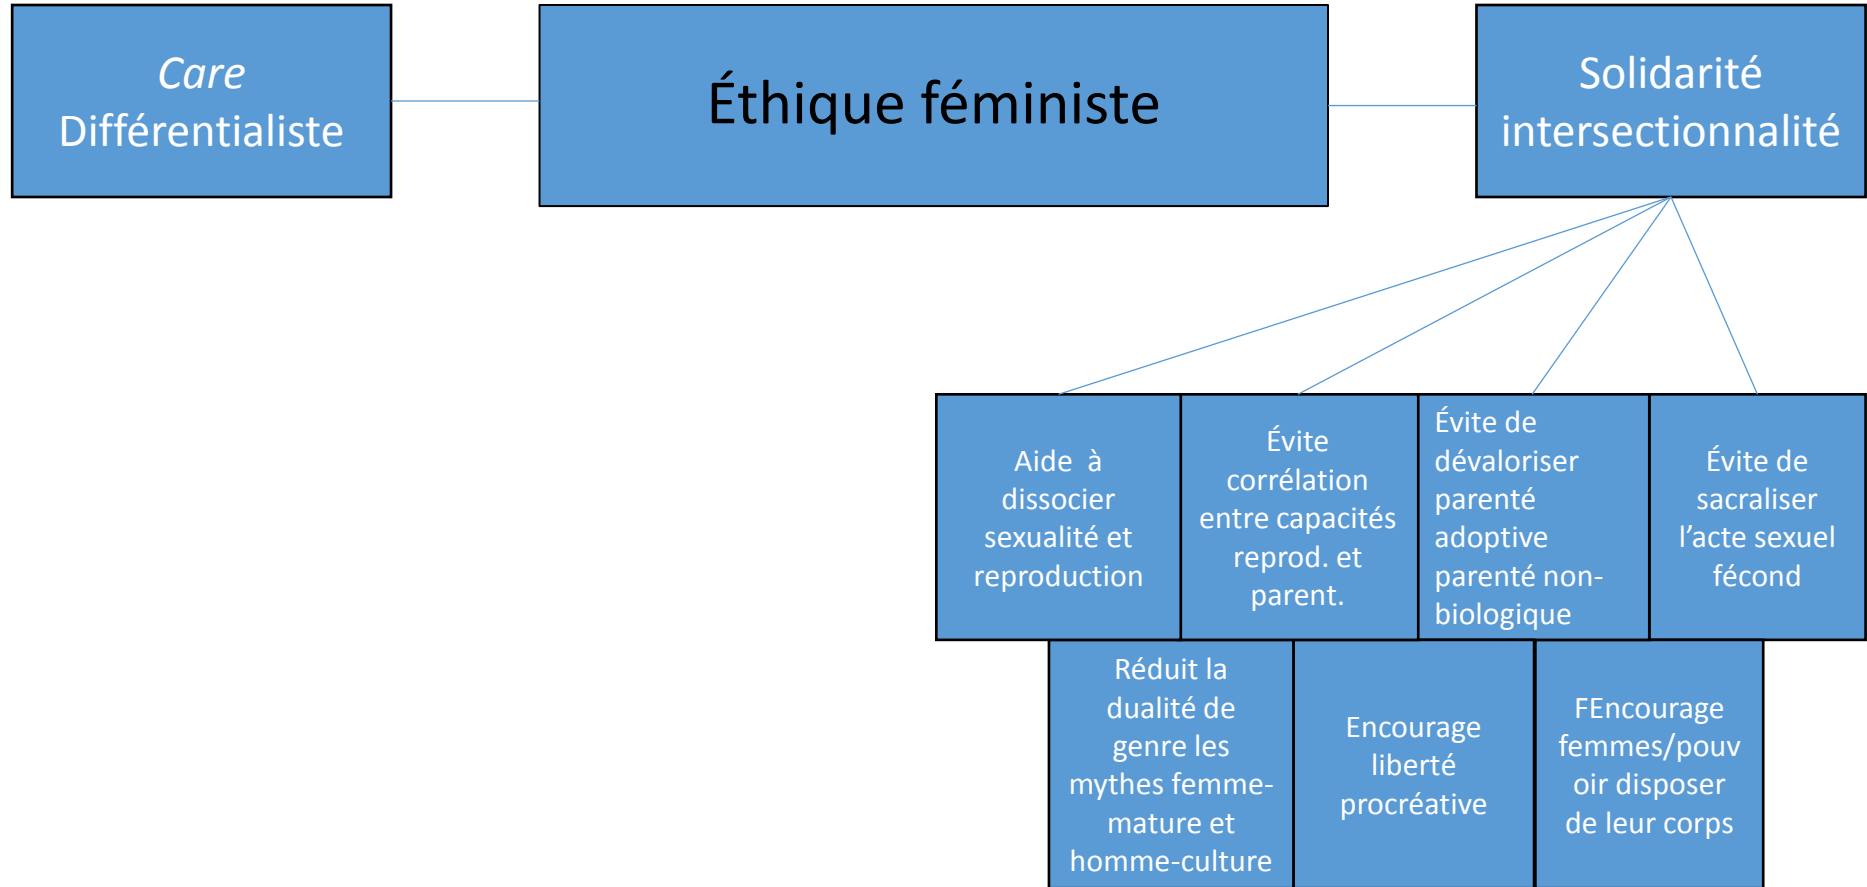 Care
Différentialiste
Éthique féministe
Solidarité
intersectionnalité
Aide à
dissocier
sexualité et
reproduction
Évite
corrélation
entre capacités
reprod. et
parent.
Évite de
dévaloriser
parenté
adoptive
parenté non-
biologique
Évite de
sacraliser
l’acte sexuel
fécond
Réduit la
dualité de
genre les
mythes femme-
mature et
homme-culture
Encourage
liberté
procréative
FEncourage
femmes/pouv
oir disposer
de leur corps